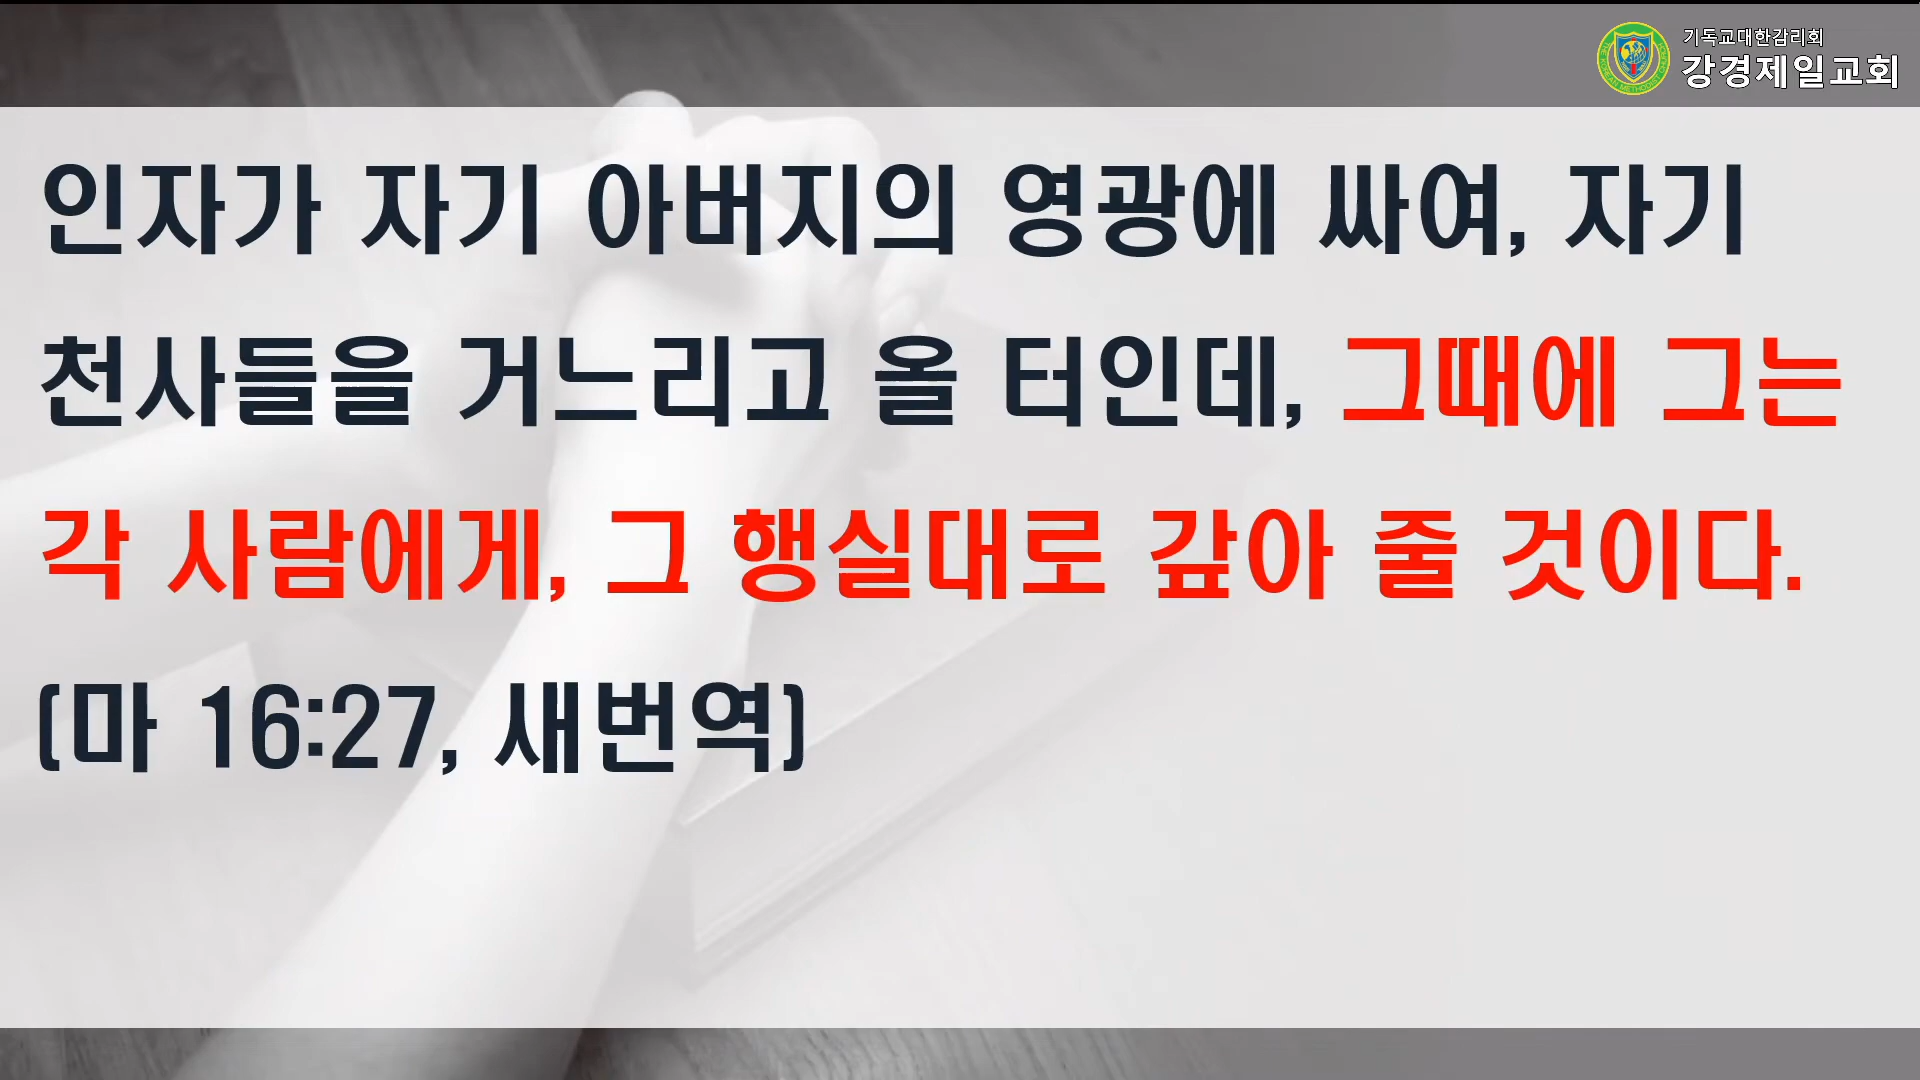 기독교대한감리회
강경제일교회
인자가 자기 아버지의 영광에 싸여, 자기
천사들을 거느리고 올 터인데, 그때에 그는
각 사람에게, 그 행실대로 갚아 줄 것이다.
(마 16:27, 새번역)